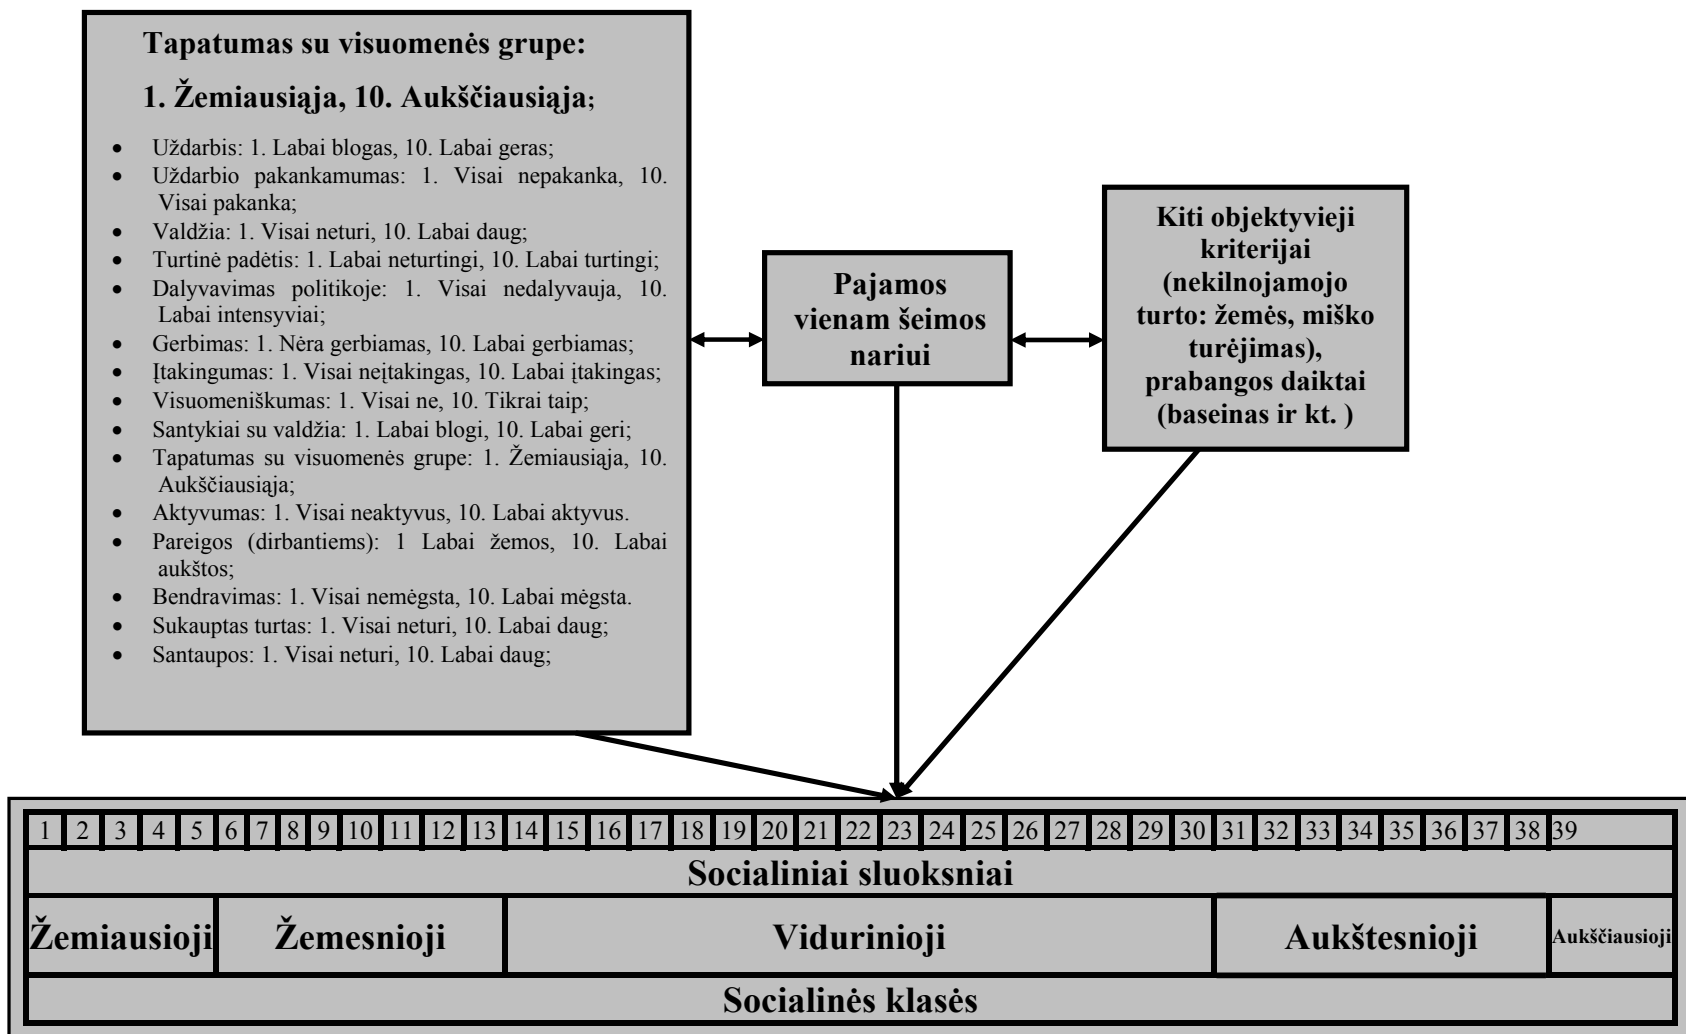 Tapatumas su visuomenės grupe:
1. Žemiausiąja, 10. Aukščiausiąja;
• Uždarbis: 1. Labai blogas, 10. Labai geras;
• Uždarbio pakankamumas: 1. Visai nepakanka, 10.
Visai pakanka;
• Valdžia: 1. Visai neturi, 10. Labai daug;
• Turtinė padėtis: 1. Labai neturtingi, 10. Labai turtingi;
• Dalyvavimas politikoje: 1. Visai nedalyvauja, 10.
Labai intensyviai;
• Gerbimas: 1. Nėra gerbiamas, 10. Labai gerbiamas;
• Įtakingumas: 1. Visai neįtakingas, 10. Labai įtakingas;
• Visuomeniškumas: 1. Visai ne, 10. Tikrai taip;
• Santykiai su valdžia: 1. Labai blogi, 10. Labai geri;
• Tapatumas su visuomenės grupe: 1. Žemiausiąja, 10.
Aukščiausiąja;
• Aktyvumas: 1. Visai neaktyvus, 10. Labai aktyvus.
• Pareigos (dirbantiems): 1 Labai žemos, 10. Labai
aukštos;
• Bendravimas: 1. Visai nemėgsta, 10. Labai mėgsta.
• Sukauptas turtas: 1. Visai neturi, 10. Labai daug;
• Santaupos: 1. Visai neturi, 10. Labai daug;
Pajamos
vienam šeimos
nariui
Kiti objektyvieji
kriterijai
(nekilnojamojo
turto: žemės, miško
turėjimas),
prabangos daiktai
(baseinas ir kt. )
1 2 3 4 5 6 7 8 9 10 11 12 13 14 15 16 17 18 19 20 21 22 23 24 25 26 27 28 29 30 31 32 33 34 35 36 37 38 39
Socialiniai sluoksniai
Žemiausioji Žemesnioji Vidurinioji Aukštesnioji Aukščiausioji
Socialinės klasės